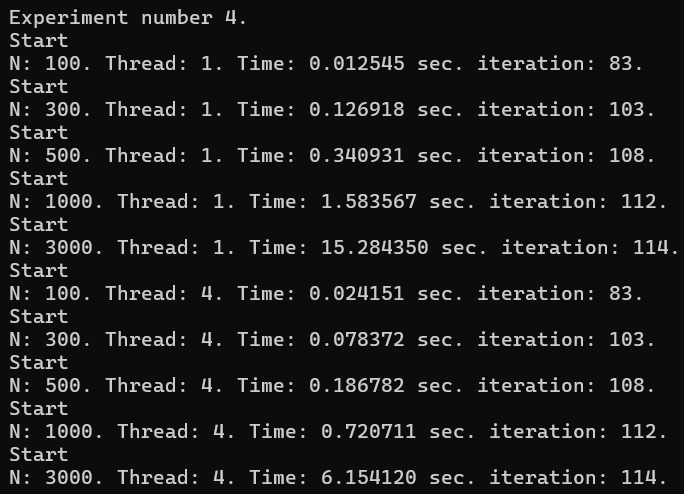 Experiment number 4.
Start
N: 100. Thread: 1. Time: 0.012545 sec. iteration: 83.
Start
N: 300. Thread: 1. Time: 0.126918 sec. iteration: 103.
Start
N: 500. Thread: 1. Time: 0.340931 sec. iteration: 108.
Start
N: 1000. Thread: 1. Time: 1.583567 sec. iteration: 112.
Start
N: 3000. Thread: 1. Time: 15.284350 sec. iteration: 114.
Start
N: 100. Thread: 4. Time: 0.024151 sec. iteration: 83.
Start
N: 300. Thread: 4. Time: 0.078372 sec. iteration: 103.
Start
N: 500. Thread: 4. Time: 0.186782 sec. iteration: 108.
Start
N: 1000. Thread: 4. Time: 0.720711 sec. iteration: 112.
Start
N: 3000. Thread: 4. Time: 6.154120 sec. iteration: 114.